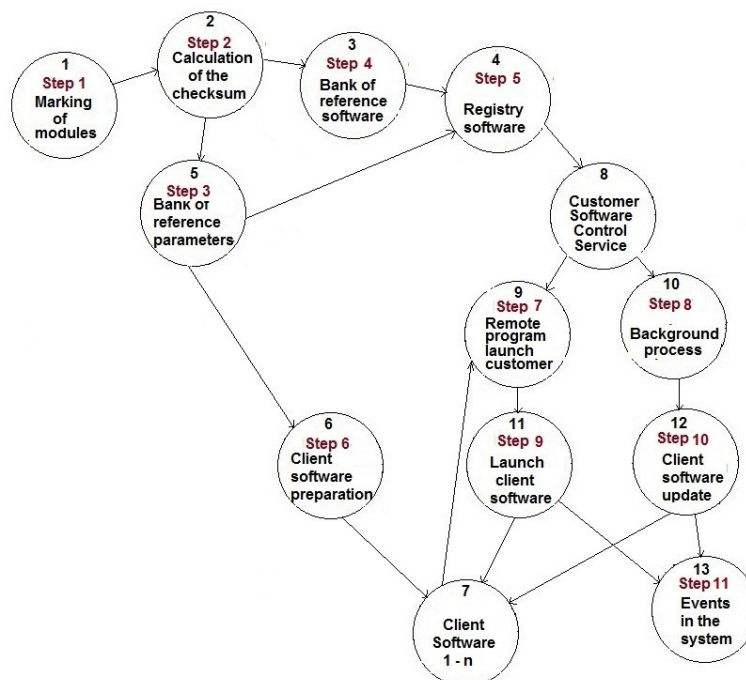 1
Step 1
Marking
of
modules
2
Step 2
Calculation
of the
checksum
3
Step 4
Bank of
reference
software
4
Step 5
Registry
software
5
Step 3
Bank of
reference
parameters
8
Customer
Software
Control
Service
9
Step 7
Remote
program
launch
customer
10
Step 8
Background
process
6
Step 6
Client
software
preparation
11
Step 9
Launch
client
software
12
Step 10
Client
software
update
7
Client
Software
1 - n
13
Step 11
Events
in the
system